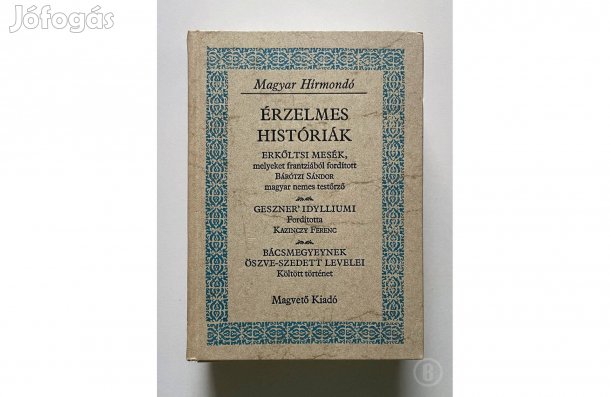 Jófogás
Magyar Hírmondó
ÉRZELMES
HISTÓRIÁK
ERKŐLTSI MESÉK,
melyeket frantziából fordított
BÁRÓTZI SÁNDOR
magyar nemes testőrző
GESZNER' IDYLLIUMI
Fordította
KAZINCZY FERENC
BÁCSMEGYEYNEK
ÖSZVE-SZEDETT LEVELEI
Költött történet
Magvető Kiadó
B